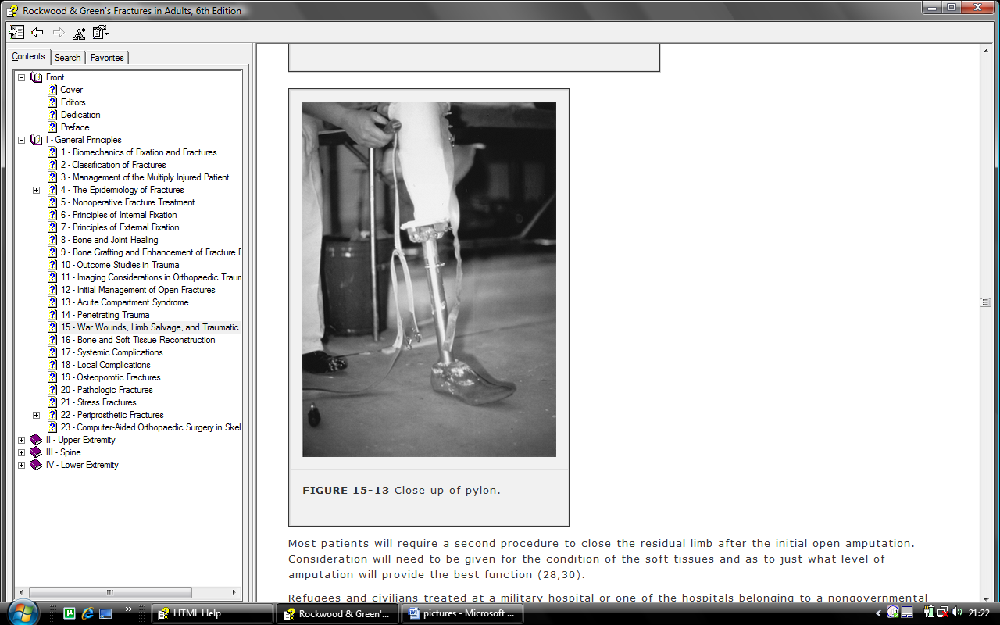 Rockwood & Green's Fractures in Adults, 6th Edition
Contents Search Favorites
Front
Cover
Editors
Dedication
Preface
I - General Principles
1 - Biomechanics of Fixation and Fractures
2 - Classification of Fractures
3 - Management of the Multiply Injured Patient
4 - The Epidemiology of Fractures
5 - Nonoperative Fracture Treatment
6 - Principles of Internal Fixation
7 - Principles of External Fixation
8 - Bone and Joint Healing
9 - Bone Grafting and Enhancement of Fracture
10 - Outcome Studies in Trauma
11 - Imaging Considerations in Orthopaedic
12 - Initial Management of Open Fractures
13 - Acute Compartment Syndrome
14 - Penetrating Trauma
15 - War Wounds, Limb Salvage, and Traumatic
16 - Bone and Soft Tissue Reconstruction
17 - Systemic Complications
18 - Local Complications
19 - Osteoporotic Fractures
20 - Pathologic Fractures
21 - Stress Fractures
22 - Periprosthetic Fractures
23 - Computer-Aided Orthopaedic Surgery in
II - Upper Extremity
III - Spine
IV - Lower Extremity
FIGURE 15-13 Close up of pylon.
Most patients will require a second procedure to close the residual limb after the initial open amputation.
Consideration will need to be given for the condition of the soft tissues and as to just what level of
amputation will provide the best function (28,30).
Refugees and civilians treated at a military hospital or one of the hospitals belonging to a nongovernmental
HTML Help
Rockwood & Green'...
pictures - Microsoft ...
21:22